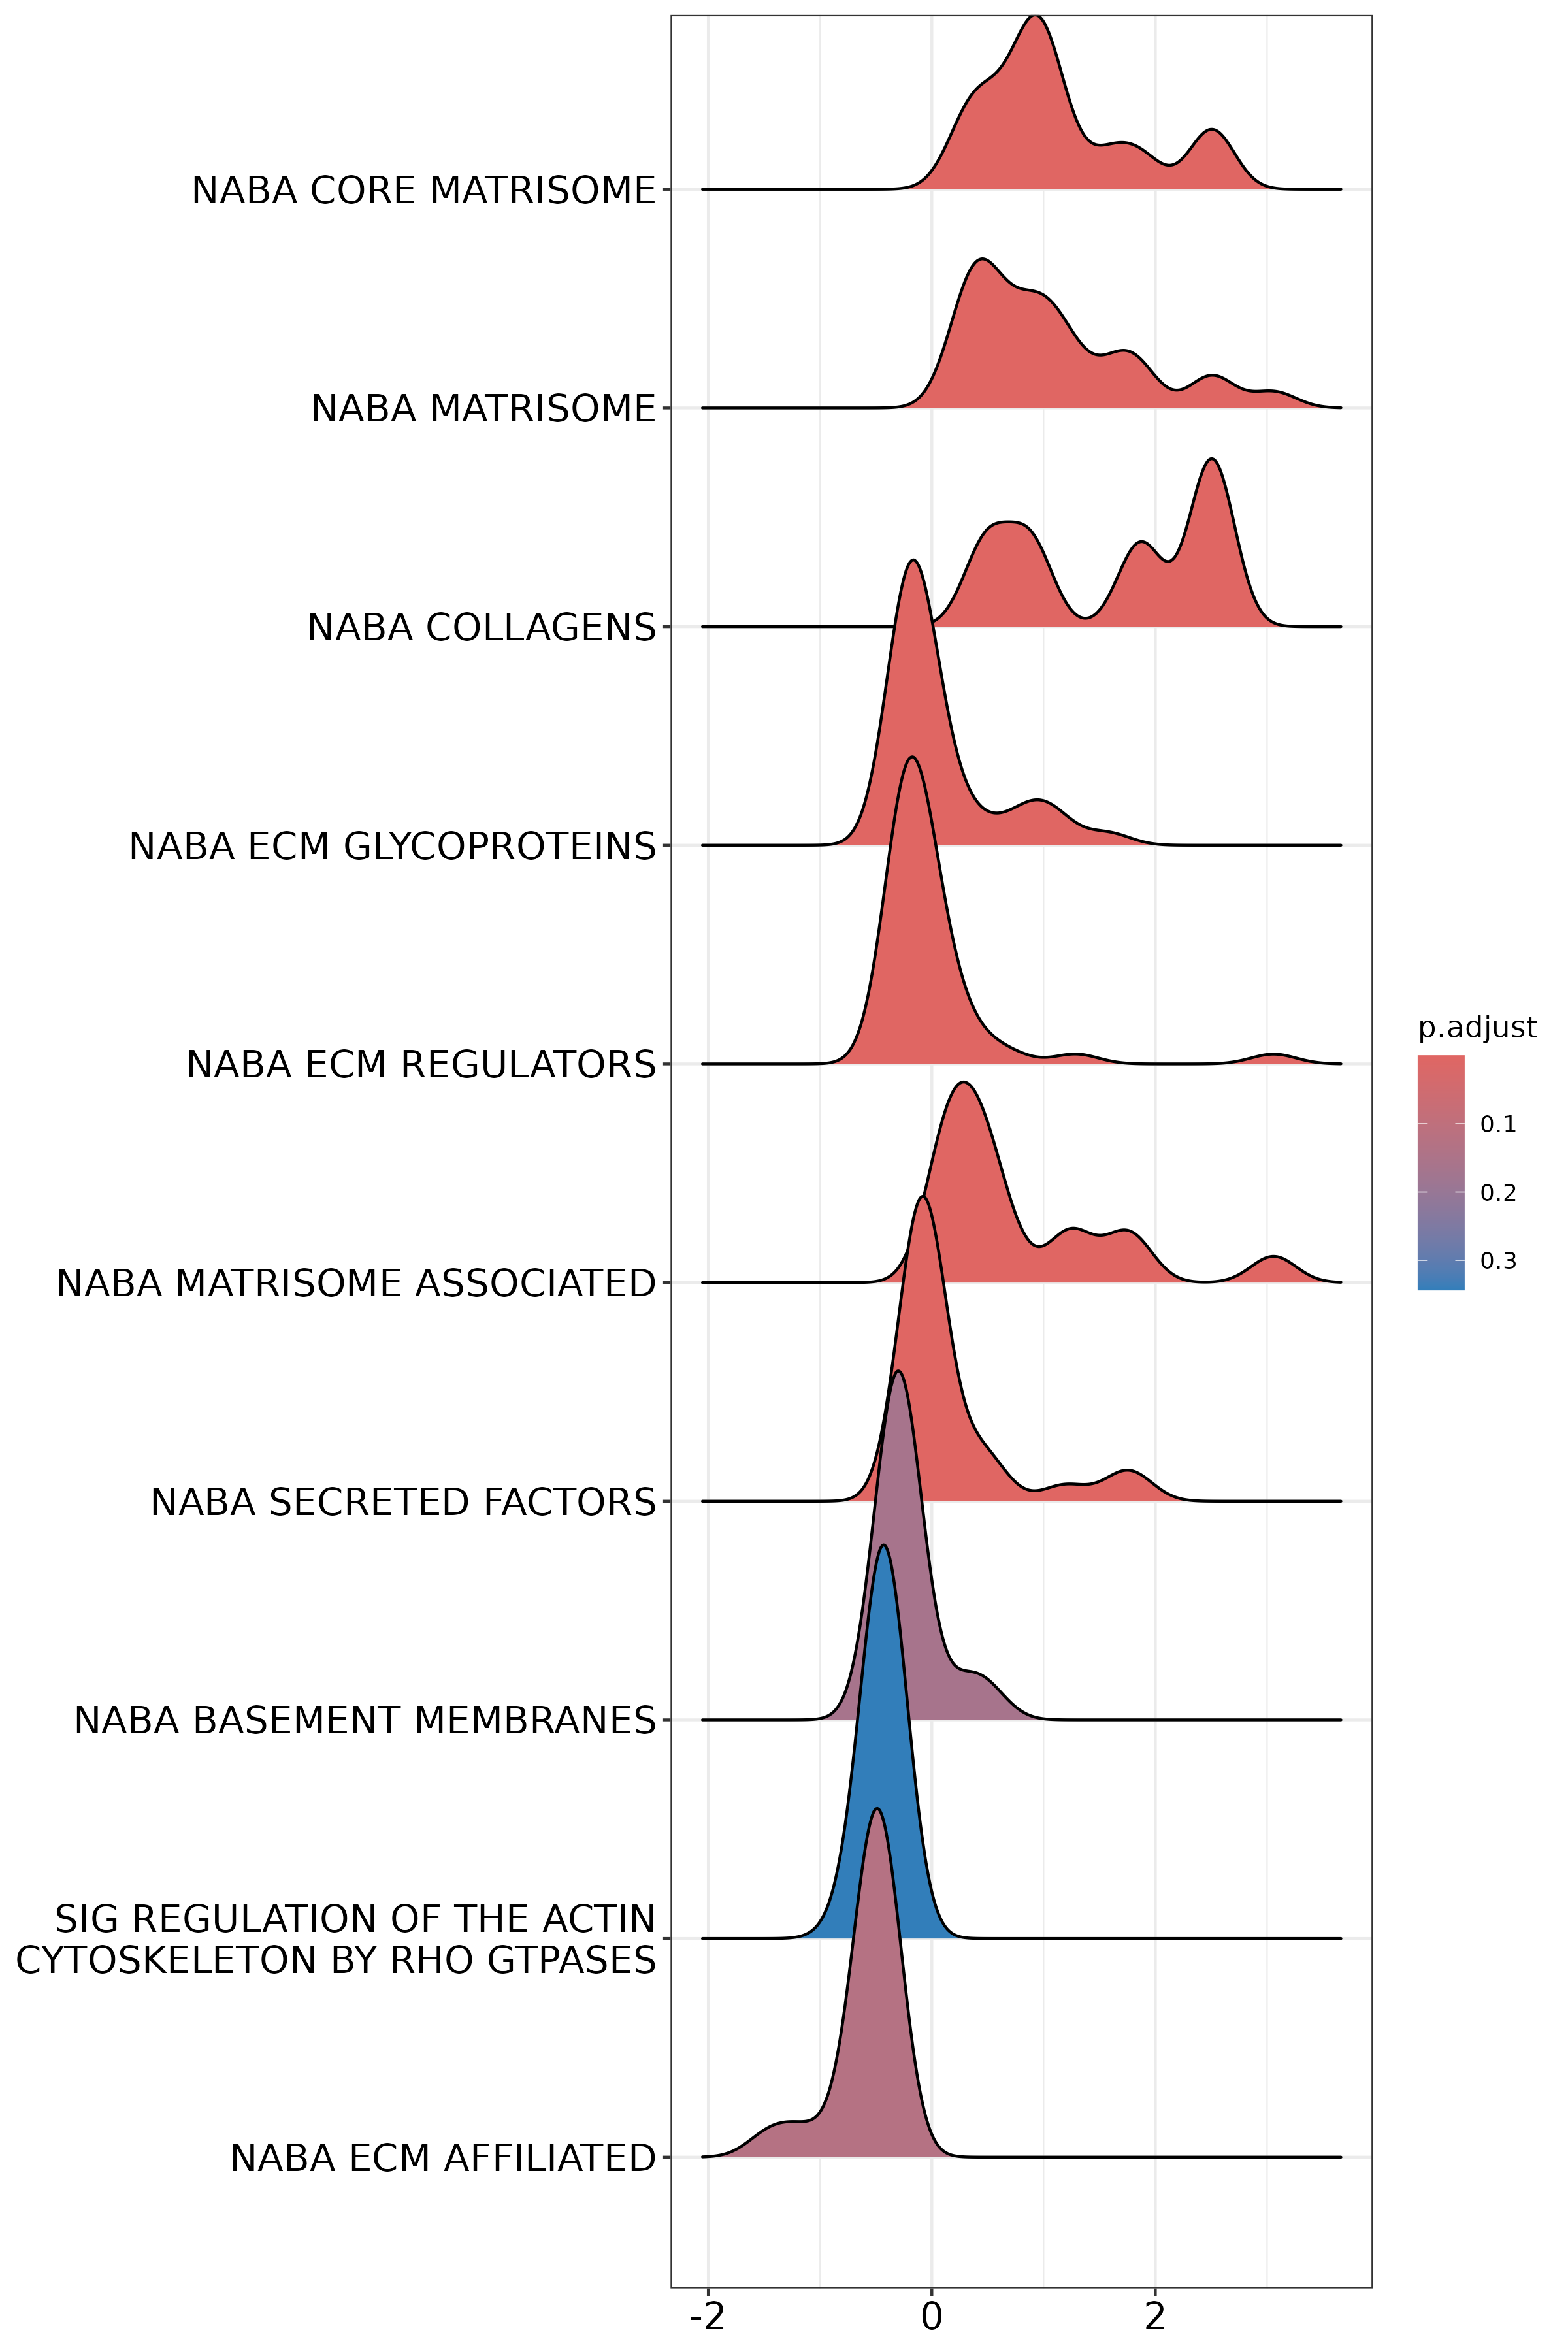 NABA CORE MATRISOME
NABA MATRISOME
NABA COLLAGENS
NABA ECM GLYCOPROTEINS
NABA ECM REGULATORS
NABA MATRISOME ASSOCIATED
NABA SECRETED FACTORS
NABA BASEMENT MEMBRANES
SIG REGULATION OF THE ACTIN
CYTOSKELETON BY RHO GTPASES
NABA ECM AFFILIATED
-2 0 2
p.adjust
0.1
0.2
0.3